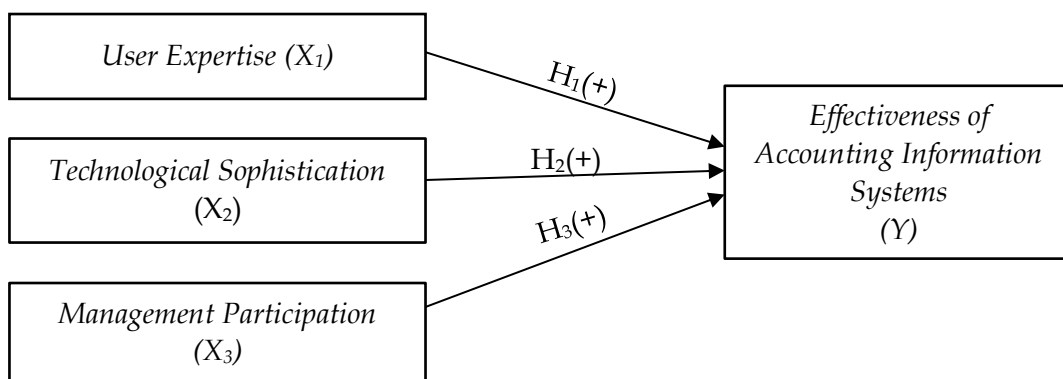 User Expertise (X₁)
H₁(+)
Technological Sophistication
(X₂)
H₂(+)
Management Participation
(X₃)
H₃(+)
Effectiveness of
Accounting Information
Systems
(Y)